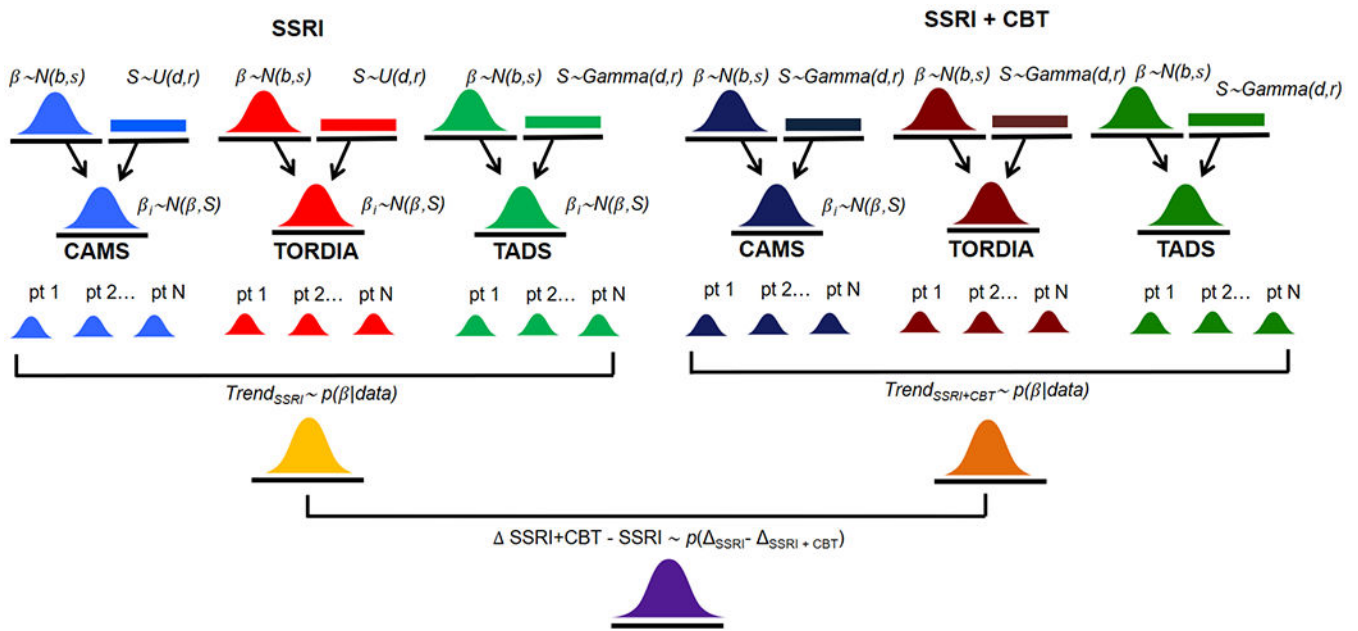 SSRI
SSRI + CBT
β~N(b,s) S~U(d,r) β~N(b,s) S~U(d,r) β~N(b,s) S~Gamma(d,r) β~N(b,s) S~Gamma(d,r) β~N(b,s) S~Gamma(d,r) β~N(b,s) S~Gamma(d,r)
βi~N(β,S) βi~N(β,S) βi~N(β,S) βi~N(β,S)
CAMS TORDIA TADS CAMS TORDIA TADS
pt 1 pt 2... pt N pt 1 pt 2... pt N pt 1 pt 2... pt N pt 1 pt 2... pt N pt 1 pt 2... pt N pt 1 pt 2... pt N
TrendSSRI~ p(β|data) TrendSSRI+CBT~ p(β|data)
Δ SSRI+CBT - SSRI ~ p(ΔSSRI- ΔSSRI + CBT)